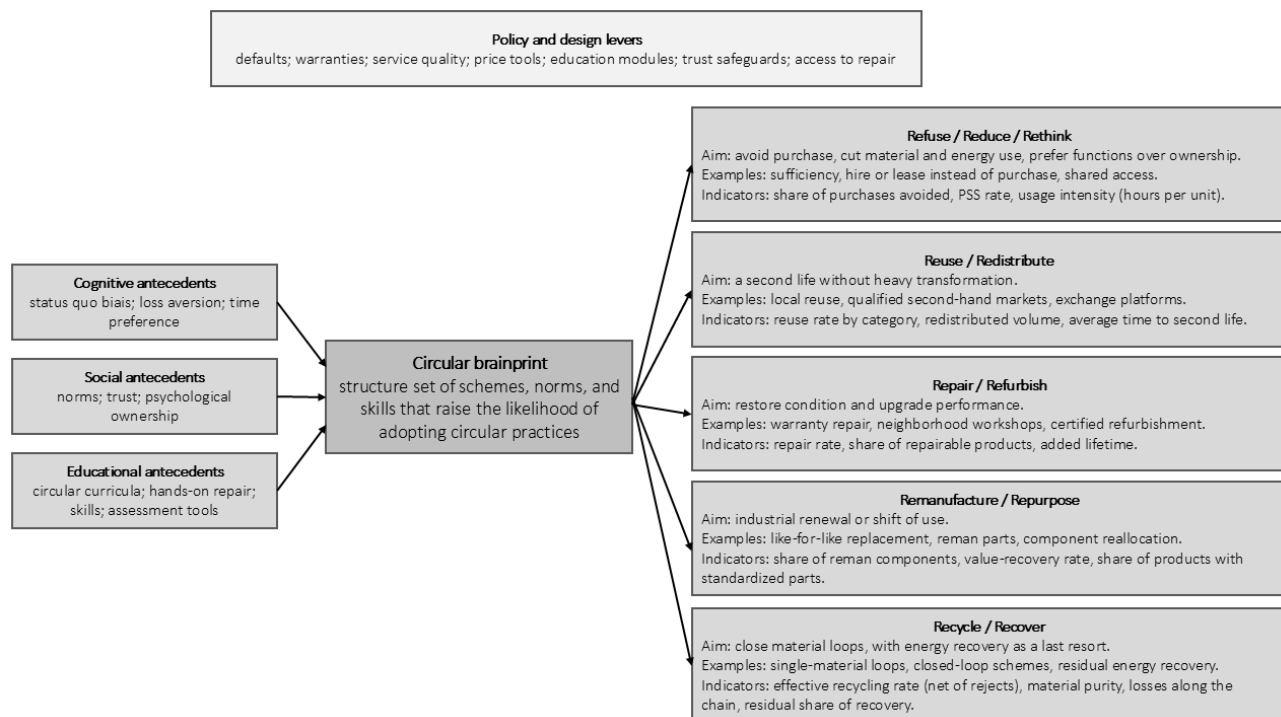 Policy and design levers
defaults; warranties; service quality; price tools; education modules; trust safeguards; access to repair
Refuse / Reduce / Rethink
Aim: avoid purchase, cut material and energy use, prefer functions over ownership.
Examples: sufficiency, hire or lease instead of purchase, shared access.
Indicators: share of purchases avoided, PSS rate, usage intensity (hours per unit).
Reuse / Redistribute
Aim: a second life without heavy transformation.
Examples: local reuse, qualified second-hand markets, exchange platforms.
Indicators: reuse rate by category, redistributed volume, average time to second life.
Cognitive antecedents
status quo biais; loss aversion; time
preference
Social antecedents
norms; trust; psychological
ownership
Educational antecedents
circular curricula; hands-on repair;
skills; assessment tools
Circular brainprint
structure set of schemes, norms, and
skills that raise the likelihood of
adopting circular practices
Repair / Refurbish
Aim: restore condition and upgrade performance.
Examples: warranty repair, neighborhood workshops, certified refurbishment.
Indicators: repair rate, share of repairable products, added lifetime.
Remanufacture / Repurpose
Aim: industrial renewal or shift of use.
Examples: like-for-like replacement, reman parts, component reallocation.
Indicators: share of reman components, value-recovery rate, share of products with
standardized parts.
Recycle / Recover
Aim: close material loops, with energy recovery as a last resort.
Examples: single-material loops, closed-loop schemes, residual energy recovery.
Indicators: effective recycling rate (net of rejects), material purity, losses along the
chain, residual share of recovery.